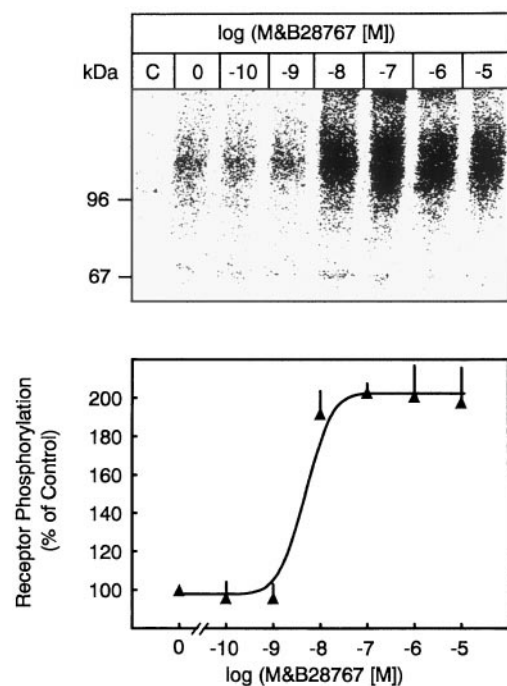 log (M&B28767 [M])
kDa C 0 -10 -9 -8 -7 -6 -5
96
67
Receptor Phosphorylation
(% of Control)
200
180
160
140
120
100
0 -10 -9 -8 -7 -6 -5
log (M&B28767 [M])